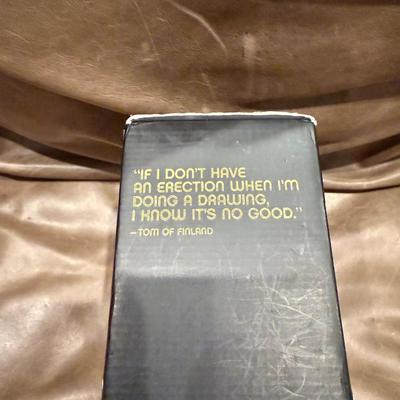 “IF I DON'T HAVE
AN ERECTION WHEN I'M
DOING A DRAWING,
I KNOW IT'S NO GOOD.”
—TOM OF FINLAND